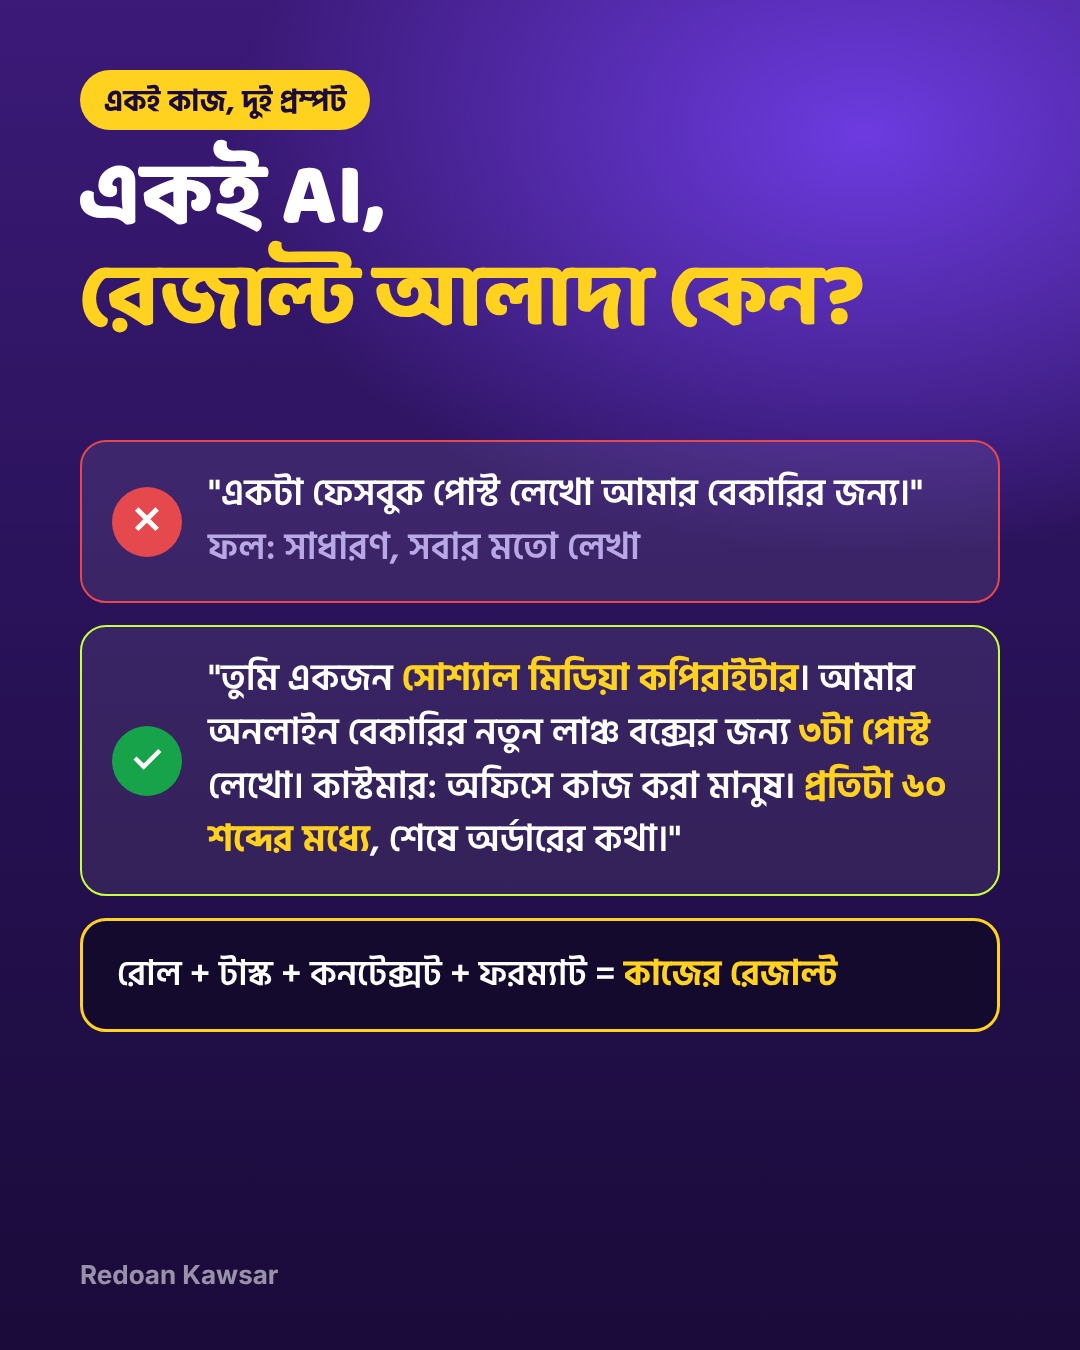 একই কাজ, দুই প্রম্পট
একই AI,
রেজাল্ট আলাদা কেন?
"একটা ফেসবুক পোস্ট লেখো আমার বেকারির জন্য।"
ফল: সাধারণ, সবার মতো লেখা
"তুমি একজন সোশ্যাল মিডিয়া কপিরাইটার। আমার
অনলাইন বেকারির নতুন লাঞ্চ বক্সের জন্য ৩টা পোস্ট
লেখো। কাস্টমার: অফিসে কাজ করা মানুষ। প্রতিটা ৬০
শব্দের মধ্যে, শেষে অর্ডারের কথা।"
রোল + টাস্ক + কনটেক্সট + ফরম্যাট = কাজের রেজাল্ট
Redoan Kawsar